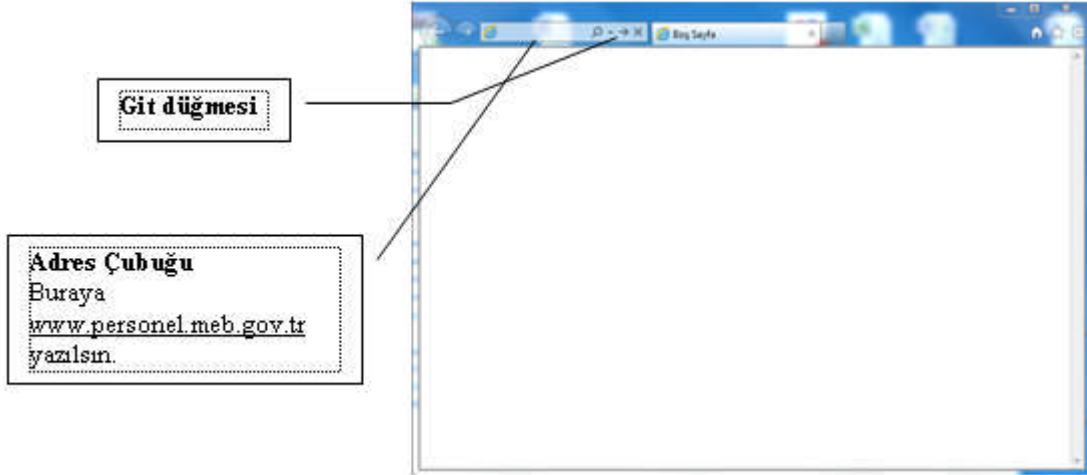 Boş Sayfa
Git düğmesi
Adres Çubuğu
Buraya
www.personel.meb.gov.tr
yazılsın.